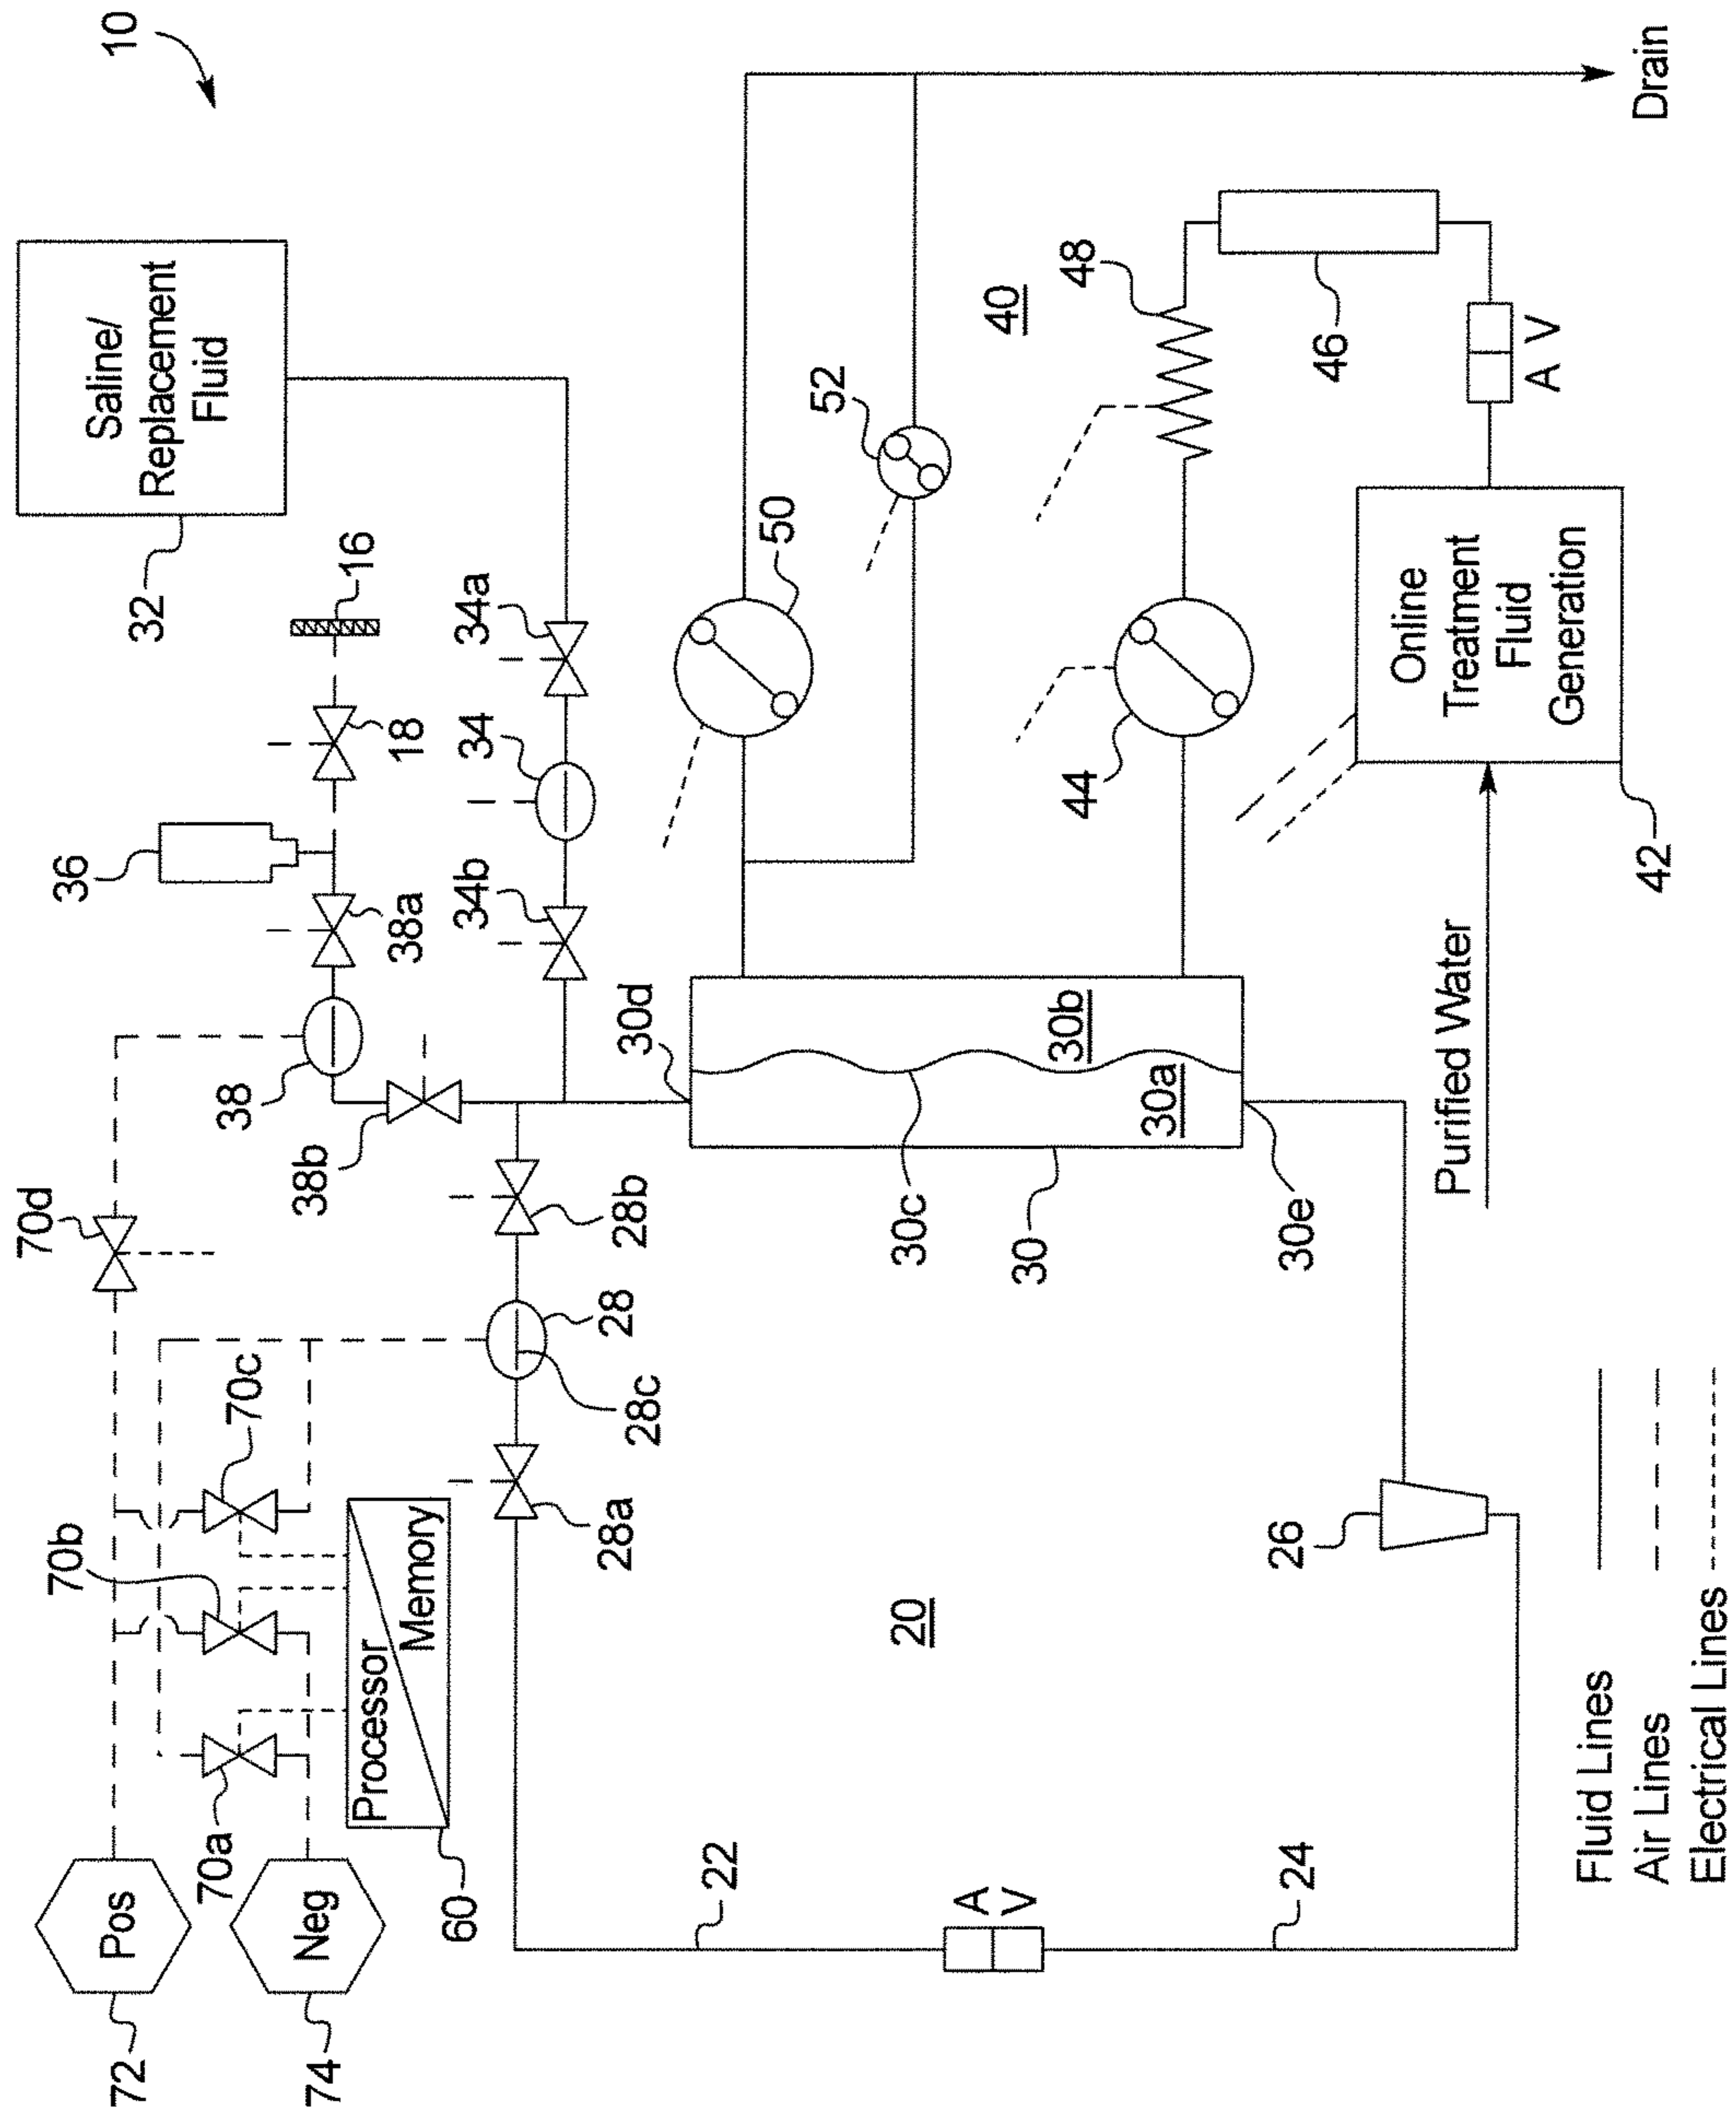 10
Saline/
Replacement
Fluid
32
16
18
36
38a
38
38b
34a
34
34b
70d
70c
70b
70a
Pos
72
Neg
74
Processor
Memory
60
28a
28
28c
28b
30d
30b
30a
30c
30
30e
50
52
40
48
46
44
A V
Online
Treatment
Fluid
Generation
42
Purified Water
Drain
20
22
A
V
24
26
Fluid Lines
Air Lines
Electrical Lines